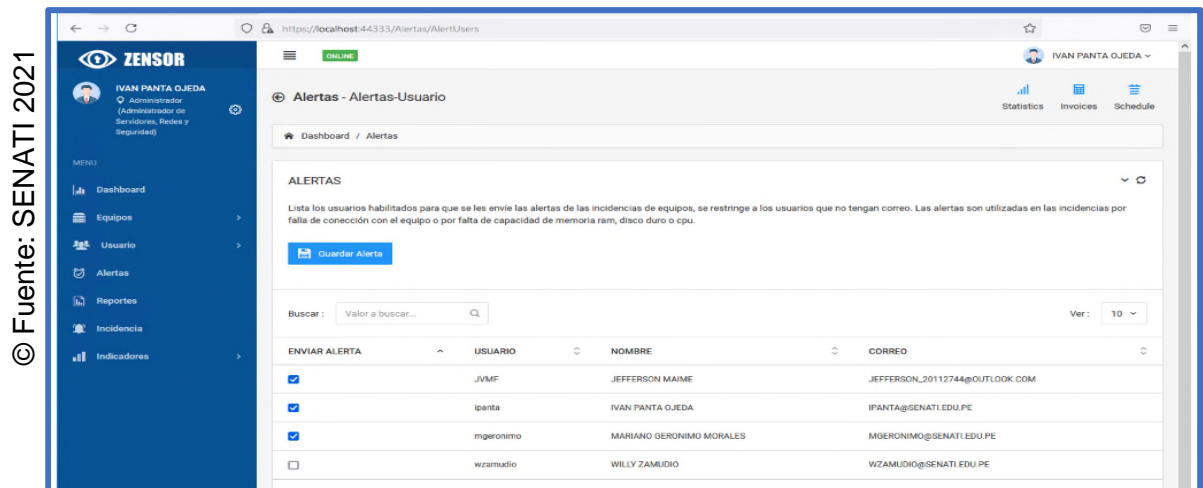 © Fuente: SENATI 2021
https://localhost:44333/Alertas/AlertUsers
ZENSOR
ONLINE
IVAN PANTA OJEDA
IVAN PANTA OJEDA
Administrador
(Administrador de
Servidores, Redes y
Seguridad)
Alertas - Alertas-Usuario
Statistics
Invoices
Schedule
Dashboard / Alertas
MENU
Dashboard
Equipos
Usuario
Alertas
Reportes
Incidencia
Indicadores
ALERTAS
Lista los usuarios habilitados para que se les envíe las alertas de las incidencias de equipos, se restringe a los usuarios que no tengan correo. Las alertas son utilizadas en las incidencias por
falla de conección con el equipo o por falta de capacidad de memoria ram, disco duro o cpu.
Guardar Alerta
Buscar : Valor a buscar... Ver : 10
ENVIAR ALERTA USUARIO NOMBRE CORREO
JVMF JEFFERSON MAIME JEFFERSON_20112744@OUTLOOK.COM
ipanta IVAN PANTA OJEDA IPANTA@SENATI.EDU.PE
mgeronimo MARIANO GERONIMO MORALES MGERONIMO@SENATI.EDU.PE
wzamudio WILLY ZAMUDIO WZAMUDIO@SENATI.EDU.PE